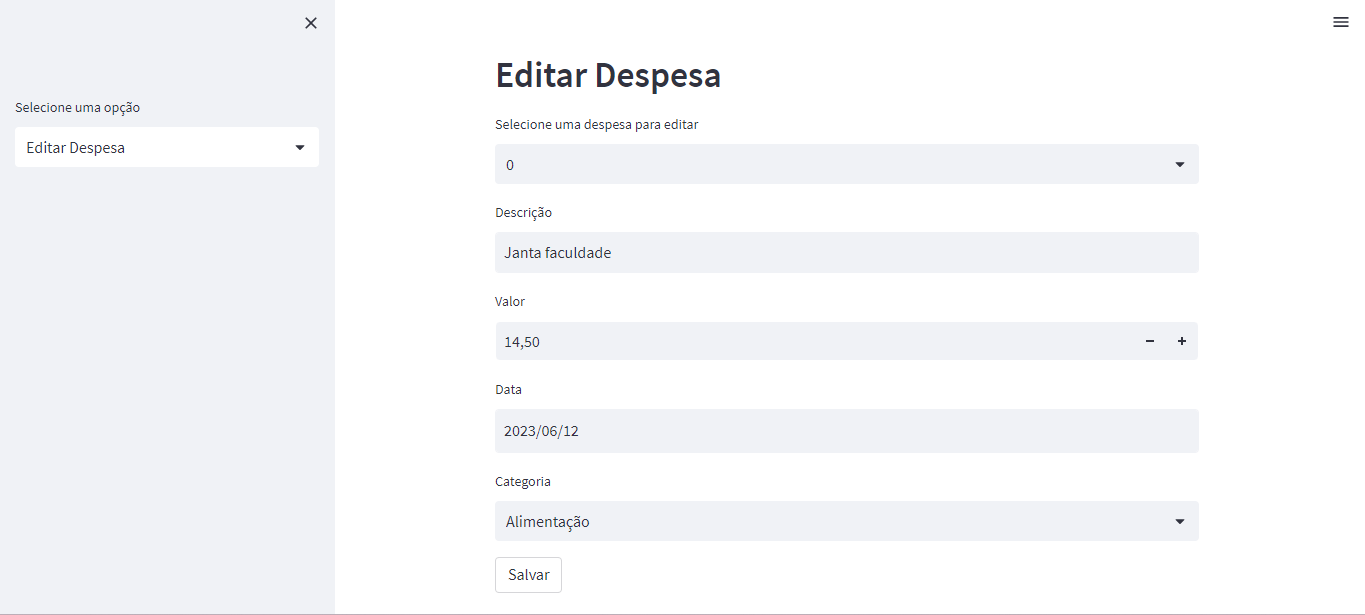 Selecione uma opção
Editar Despesa
Editar Despesa
Selecione uma despesa para editar
0
Descrição
Janta faculdade
Valor
14,50
Data
2023/06/12
Categoria
Alimentação
Salvar